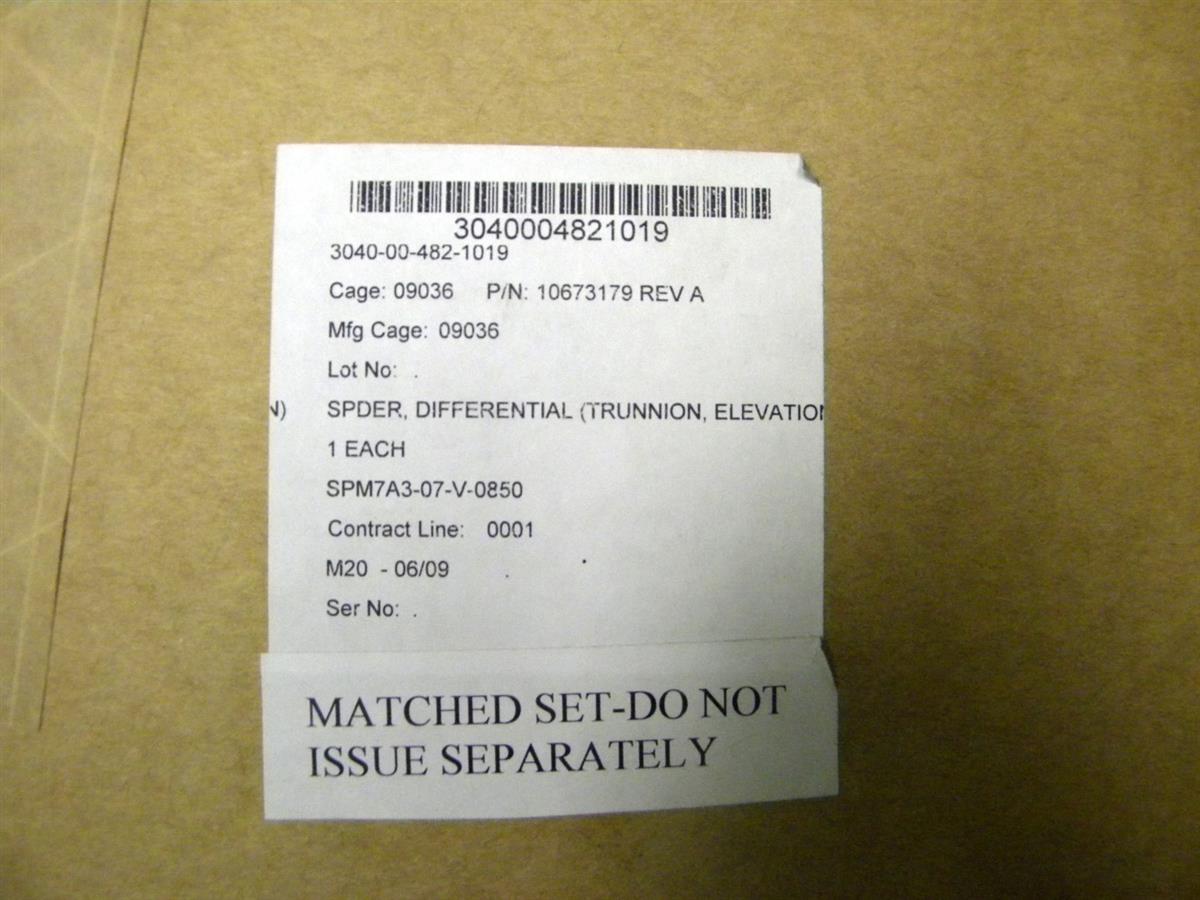 3040004821019
3040-00-482-1019
Cage: 09036 P/N: 10673179 REV A
Mfg Cage: 09036
Lot No: .
N) SPDER, DIFFERENTIAL (TRUNNION, ELEVATION
1 EACH
SPM7A3-07-V-0850
Contract Line: 0001
M20 - 06/09 .
Ser No: .
MATCHED SET-DO NOT
ISSUE SEPARATELY